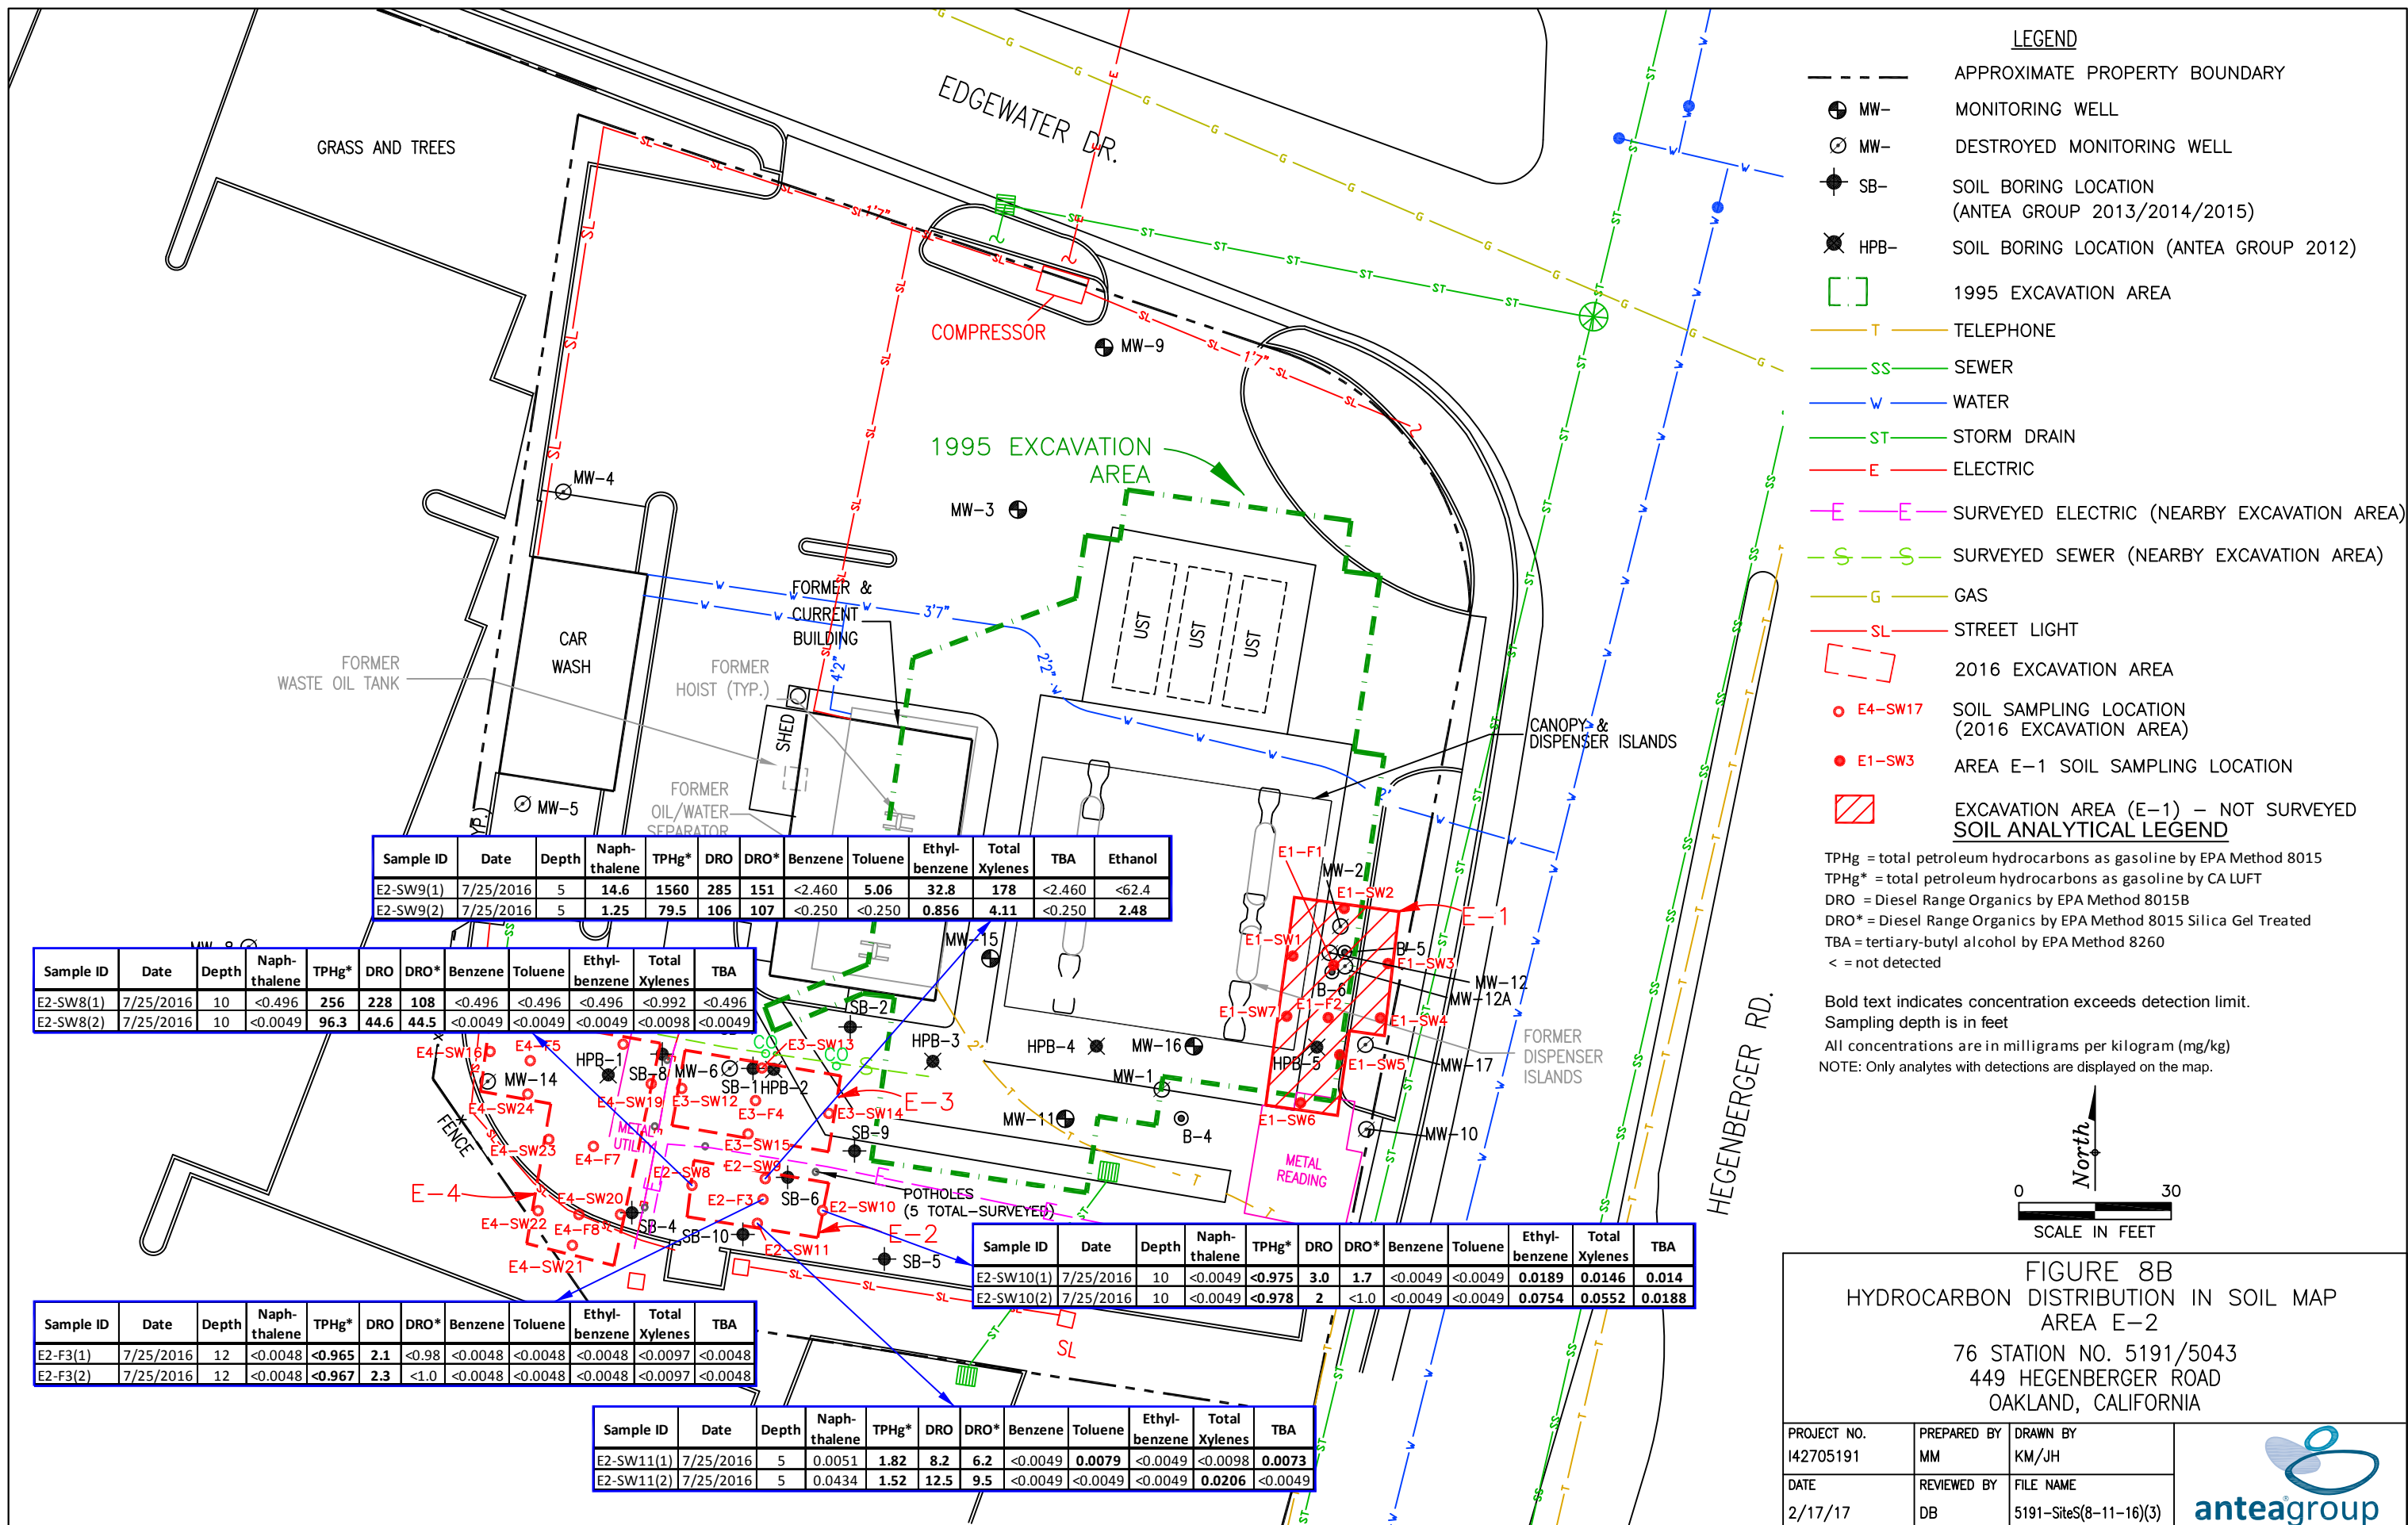 EDGEWATER DR.
GRASS AND TREES
1'7"
COMPRESSOR
MW-9
1'7"
1995 EXCAVATION
AREA
MW-4
MW-3
FORMER &
CURRENT
BUILDING
3'7"
4'2"
2'2"
2'
2'
UST
UST
UST
CAR
WASH
FORMER
WASTE OIL TANK
FORMER
HOIST (TYP.)
SHED
FORMER
OIL/WATER
SEPARATOR
CANOPY &
DISPENSER ISLANDS
MW-5
Sample ID Date Depth Naph-thalene TPHg* DRO DRO* Benzene Toluene Ethyl-benzene Total Xylenes TBA Ethanol
E2-SW9(1) 7/25/2016 5 14.6 1560 285 151 <2.460 5.06 32.8 178 <2.460 <62.4
E2-SW9(2) 7/25/2016 5 1.25 79.5 106 107 <0.250 <0.250 0.856 4.11 <0.250 2.48
Sample ID Date Depth Naph-thalene TPHg* DRO DRO* Benzene Toluene Ethyl-benzene Total Xylenes TBA
E2-SW8(1) 7/25/2016 10 <0.496 256 228 108 <0.496 <0.496 <0.496 <0.992 <0.496
E2-SW8(2) 7/25/2016 10 <0.0049 96.3 44.6 44.5 <0.0049 <0.0049 <0.0049 <0.0098 <0.0049
MW-15
E1-F1
MW-2
E1-SW2
E-1
E1-SW1
B-5
E1-SW3
MW-12
MW-12A
B-6
E1-F2
E1-SW7
E1-SW4
E1-SW5
MW-17
HPB-5
E1-SW6
MW-10
FORMER
DISPENSER
ISLANDS
METAL
READING
SB-2
HPB-3
HPB-4
MW-16
MW-1
MW-11
B-4
CO
CO
E3-SW13
E4-SW16
E4-F5
HPB-1
SB-8
MW-6
SB-1
HPB-2
MW-14
E4-SW24
E4-SW19
E3-SW12
E3-F4
E3-SW14
E-3
E3-SW15
SB-9
METAL
UTILITY
E4-SW23
E4-F7
E2-SW8
E2-SW9
E2-F3
SB-6
E2-SW10
POTHOLES
(5 TOTAL-SURVEYED)
E-4
E4-SW20
E4-SW22
E4-F8
SB-4
SB-10
E2-SW11
E-2
E4-SW21
SB-5
FENCE
SL
HEGENBERGER RD.
Sample ID Date Depth Naph-thalene TPHg* DRO DRO* Benzene Toluene Ethyl-benzene Total Xylenes TBA
E2-SW10(1) 7/25/2016 10 <0.0049 <0.975 3.0 1.7 <0.0049 <0.0049 0.0189 0.0146 0.014
E2-SW10(2) 7/25/2016 10 <0.0049 <0.978 2 <1.0 <0.0049 <0.0049 0.0754 0.0552 0.0188
Sample ID Date Depth Naph-thalene TPHg* DRO DRO* Benzene Toluene Ethyl-benzene Total Xylenes TBA
E2-F3(1) 7/25/2016 12 <0.0048 <0.965 2.1 <0.98 <0.0048 <0.0048 <0.0048 <0.0097 <0.0048
E2-F3(2) 7/25/2016 12 <0.0048 <0.967 2.3 <1.0 <0.0048 <0.0048 <0.0048 <0.0097 <0.0048
Sample ID Date Depth Naph-thalene TPHg* DRO DRO* Benzene Toluene Ethyl-benzene Total Xylenes TBA
E2-SW11(1) 7/25/2016 5 0.0051 1.82 8.2 6.2 <0.0049 0.0079 <0.0049 <0.0098 0.0073
E2-SW11(2) 7/25/2016 5 0.0434 1.52 12.5 9.5 <0.0049 <0.0049 <0.0049 0.0206 <0.0049
LEGEND
APPROXIMATE PROPERTY BOUNDARY
MW- MONITORING WELL
MW- DESTROYED MONITORING WELL
SB- SOIL BORING LOCATION
(ANTEA GROUP 2013/2014/2015)
HPB- SOIL BORING LOCATION (ANTEA GROUP 2012)
1995 EXCAVATION AREA
T TELEPHONE
SS SEWER
W WATER
ST STORM DRAIN
E ELECTRIC
E E SURVEYED ELECTRIC (NEARBY EXCAVATION AREA)
S S SURVEYED SEWER (NEARBY EXCAVATION AREA)
G GAS
SL STREET LIGHT
2016 EXCAVATION AREA
E4-SW17 SOIL SAMPLING LOCATION
(2016 EXCAVATION AREA)
E1-SW3 AREA E-1 SOIL SAMPLING LOCATION
EXCAVATION AREA (E-1) - NOT SURVEYED
SOIL ANALYTICAL LEGEND
TPHg = total petroleum hydrocarbons as gasoline by EPA Method 8015
TPHg* = total petroleum hydrocarbons as gasoline by CA LUFT
DRO = Diesel Range Organics by EPA Method 8015B
DRO* = Diesel Range Organics by EPA Method 8015 Silica Gel Treated
TBA = tertiary-butyl alcohol by EPA Method 8260
< = not detected
Bold text indicates concentration exceeds detection limit.
Sampling depth is in feet
All concentrations are in milligrams per kilogram (mg/kg)
NOTE: Only analytes with detections are displayed on the map.
North
0 30
SCALE IN FEET
FIGURE 8B
HYDROCARBON DISTRIBUTION IN SOIL MAP
AREA E-2
76 STATION NO. 5191/5043
449 HEGENBERGER ROAD
OAKLAND, CALIFORNIA
PROJECT NO. PREPARED BY DRAWN BY
I42705191 MM KM/JH
DATE REVIEWED BY FILE NAME
2/17/17 DB 5191-SiteS(8-11-16)(3)
anteagroup